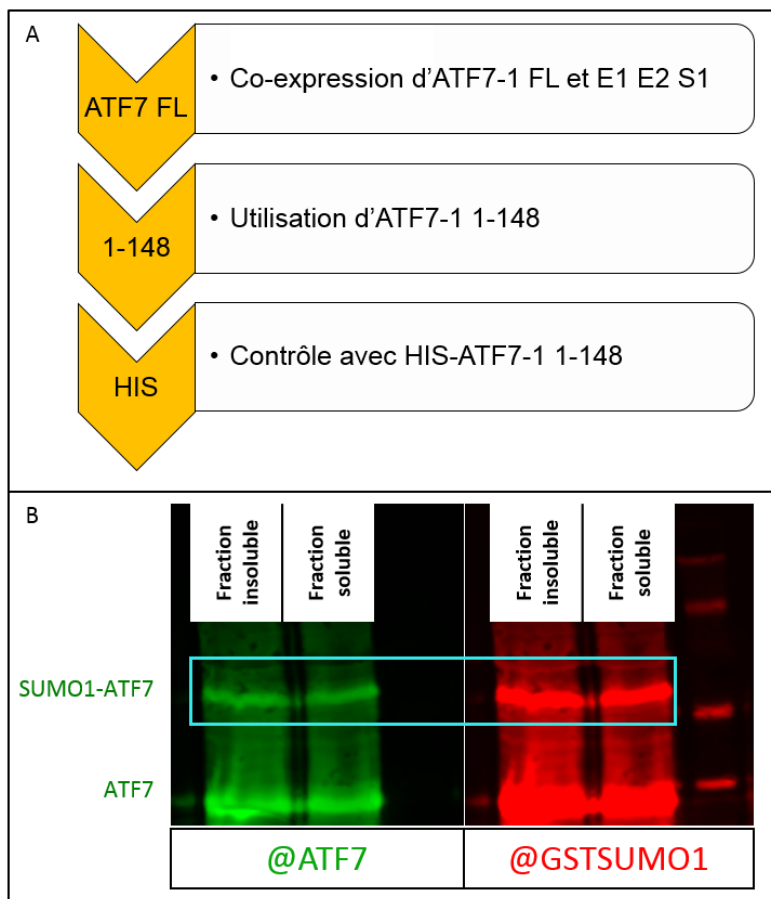 A
ATF7 FL
• Co-expression d'ATF7-1 FL et E1 E2 S1
1-148
• Utilisation d'ATF7-1 1-148
HIS
• Contrôle avec HIS-ATF7-1 1-148
B
Fraction
insoluble
Fraction
soluble
Fraction
insoluble
Fraction
soluble
SUMO1-ATF7
ATF7
@ATF7
@GSTSUMO1